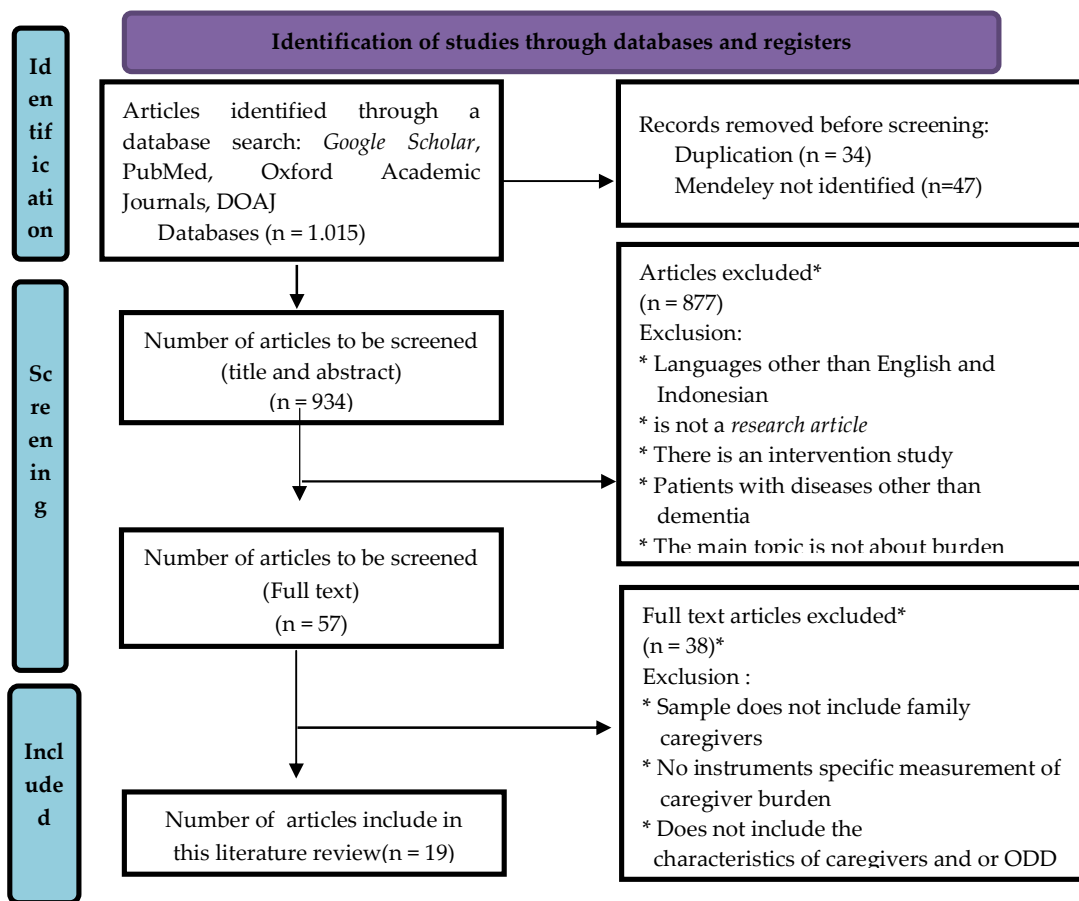 Identification of studies through databases and registers
Id
en
tif
ic
ati
on
Articles identified through a
database search: Google Scholar,
PubMed, Oxford Academic
Journals, DOAJ
Databases (n = 1.015)
Records removed before screening:
Duplication (n = 34)
Mendeley not identified (n=47)
Sc
re
en
in
g
Number of articles to be screened
(title and abstract)
(n = 934)
Articles excluded*
(n = 877)
Exclusion:
* Languages other than English and
Indonesian
* is not a research article
* There is an intervention study
* Patients with diseases other than
dementia
* The main topic is not about burden
Number of articles to be screened
(Full text)
(n = 57)
Full text articles excluded*
(n = 38)*
Exclusion :
* Sample does not include family
caregivers
* No instruments specific measurement of
caregiver burden
* Does not include the
characteristics of caregivers and or ODD
Incl
ude
d
Number of articles include in
this literature review(n = 19)